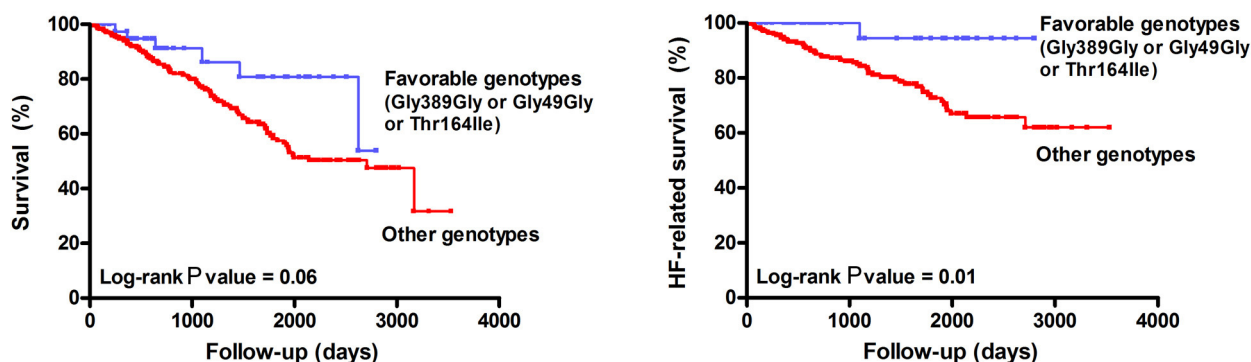 Survival (%)
100
80
60
40
20
0
Favorable genotypes
(Gly389Gly or Gly49Gly
or Thr164Ile)
Other genotypes
Log-rank P value = 0.06
0 1000 2000 3000 4000
Follow-up (days)
HF-related survival (%)
100
80
60
40
20
0
Favorable genotypes
(Gly389Gly or Gly49Gly
or Thr164Ile)
Other genotypes
Log-rank P value = 0.01
0 1000 2000 3000 4000
Follow-up (days)